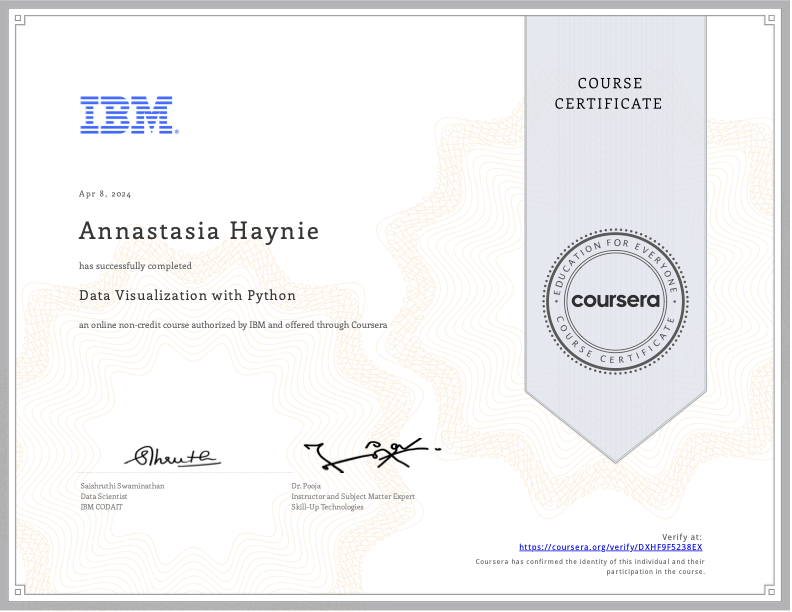 COURSE
CERTIFICATE
IBM®
Apr 8, 2024
Annastasia Haynie
has successfully completed
Data Visualization with Python
an online non-credit course authorized by IBM and offered through Coursera
EDUCATION FOR EVERYONE
coursera
COURSE CERTIFICATE
Saishruthi Swaminathan
Data Scientist
IBM CODAIT
Dr. Pooja
Instructor and Subject Matter Expert
Skill-Up Technologies
Verify at:
https://coursera.org/verify/DXHF9F5238EX
Coursera has confirmed the identity of this individual and their
participation in the course.